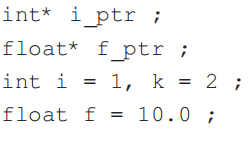 int* i_ptr ;
float* f_ptr ;
int i = 1, k = 2 ;
float f = 10.0 ;